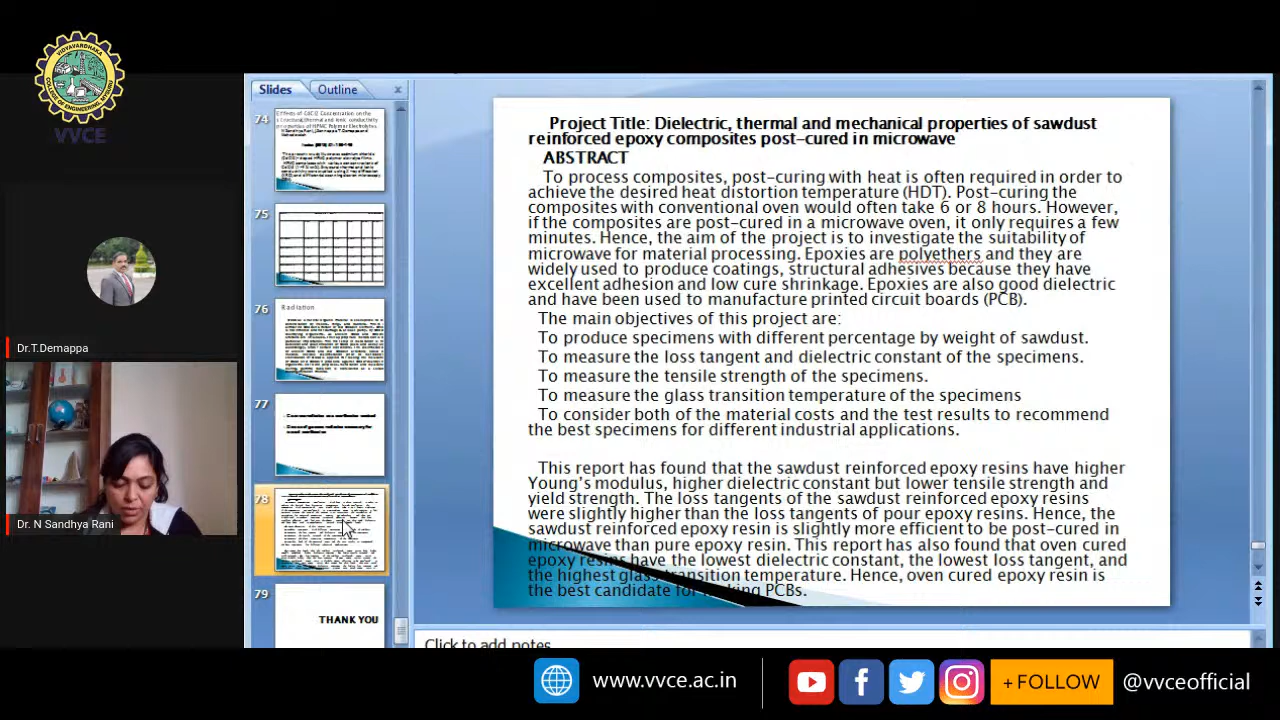 VIDYAVARDHAKA
COLLEGE OF ENGINEERING, MYSURU
VVCE
Dr.T.Demappa
Dr. N Sandhya Rani
Slides
Outline
x
74
75
76
Radiation
77
78
79
THANK YOU
Project Title: Dielectric, thermal and mechanical properties of sawdust
reinforced epoxy composites post-cured in microwave
ABSTRACT
To process composites, post-curing with heat is often required in order to
achieve the desired heat distortion temperature (HDT). Post-curing the
composites with conventional oven would often take 6 or 8 hours. However,
if the composites are post-cured in a microwave oven, it only requires a few
minutes. Hence, the aim of the project is to investigate the suitability of
microwave for material processing. Epoxies are polyethers and they are
widely used to produce coatings, structural adhesives because they have
excellent adhesion and low cure shrinkage. Epoxies are also good dielectric
and have been used to manufacture printed circuit boards (PCB).
The main objectives of this project are:
To produce specimens with different percentage by weight of sawdust.
To measure the loss tangent and dielectric constant of the specimens.
To measure the tensile strength of the specimens.
To measure the glass transition temperature of the specimens
To consider both of the material costs and the test results to recommend
the best specimens for different industrial applications.
This report has found that the sawdust reinforced epoxy resins have higher
Young's modulus, higher dielectric constant but lower tensile strength and
yield strength. The loss tangents of the sawdust reinforced epoxy resins
were slightly higher than the loss tangents of pour epoxy resins. Hence, the
sawdust reinforced epoxy resin is slightly more efficient to be post-cured in
microwave than pure epoxy resin. This report has also found that oven cured
epoxy resins have the lowest dielectric constant, the lowest loss tangent, and
the highest glass transition temperature. Hence, oven cured epoxy resin is
the best candidate for making PCBs.
Click to add notes
www.vvce.ac.in
+FOLLOW
@vvceofficial